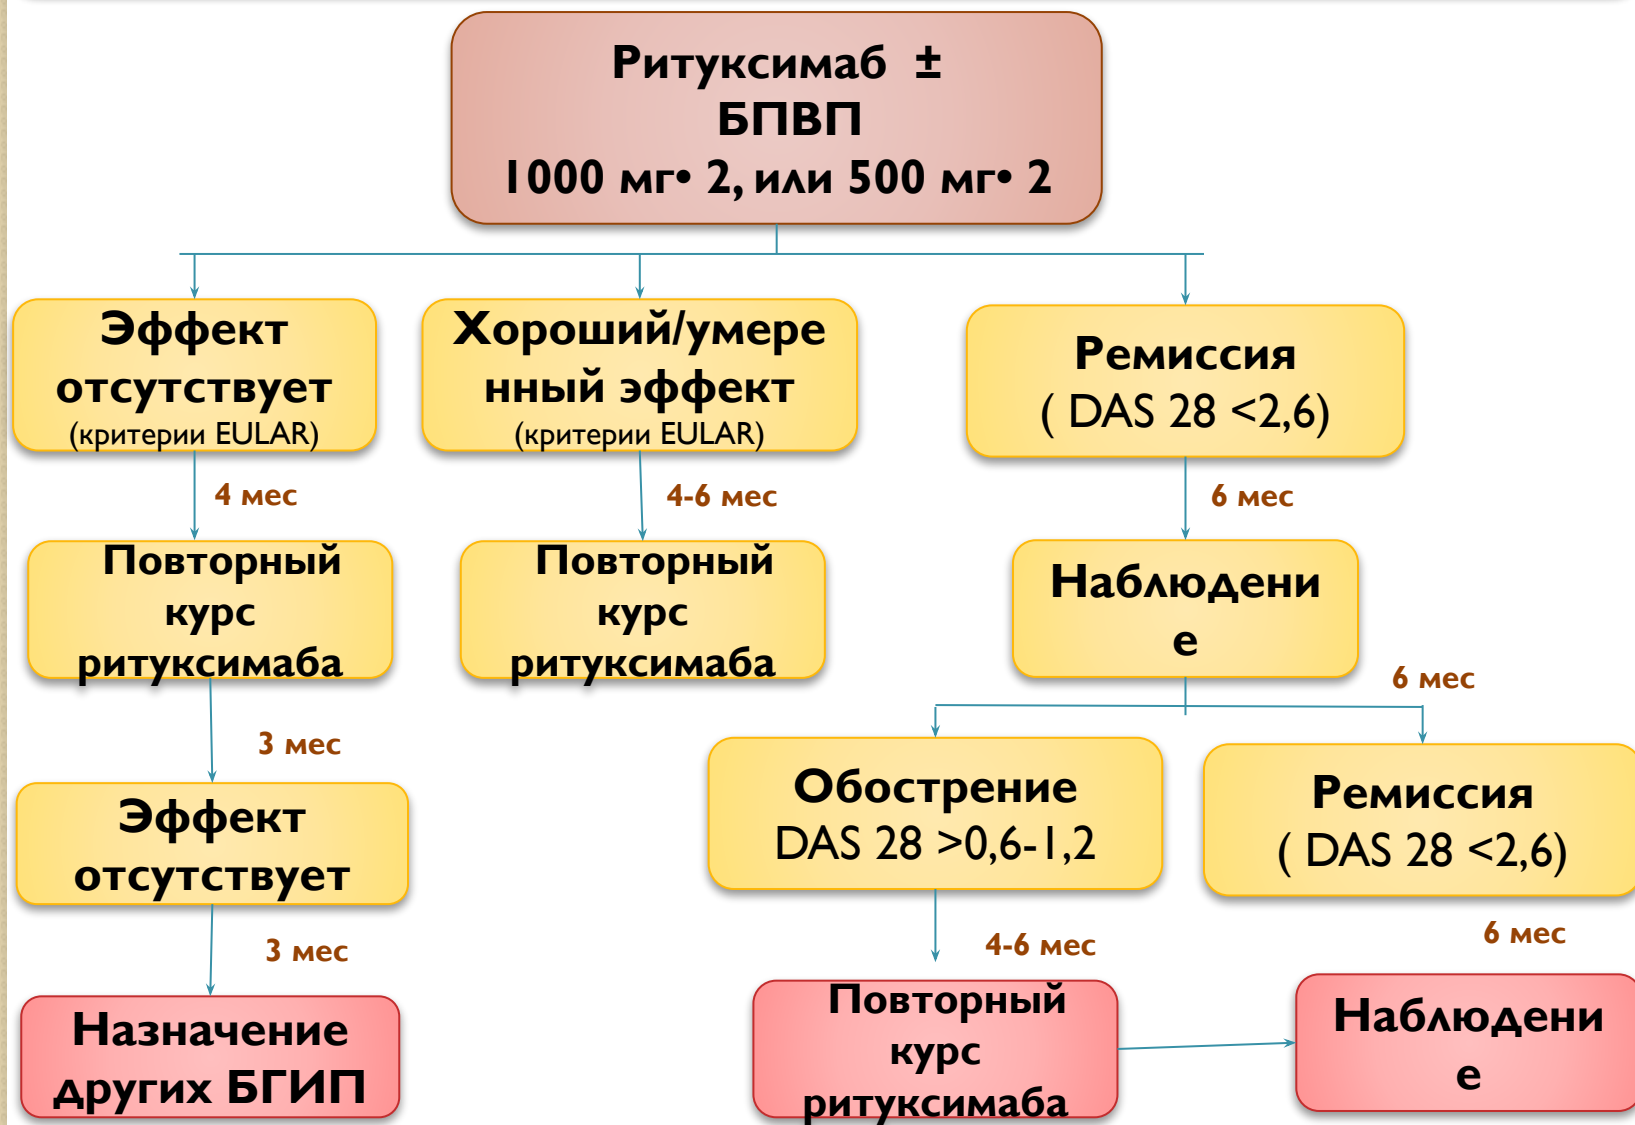 Ритуксимаб ±
БПВП
1000 мг• 2, или 500 мг• 2
Эффект
отсутствует
(критерии EULAR)
Хороший/умере
нный эффект
(критерии EULAR)
Ремиссия
( DAS 28 <2,6)
4 мес
4-6 мес
6 мес
Повторный
курс
ритуксимаба
Повторный
курс
ритуксимаба
Наблюдени
е
6 мес
3 мес
Эффект
отсутствует
Обострение
DAS 28 >0,6-1,2
Ремиссия
( DAS 28 <2,6)
3 мес
4-6 мес
6 мес
Назначение
других БГИП
Повторный
курс
ритуксимаба
Наблюдени
е